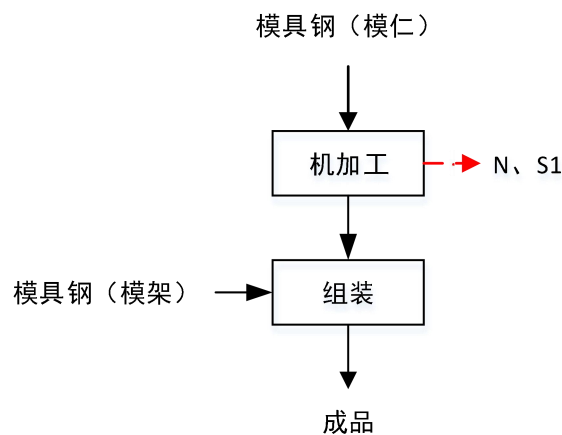 模具钢（模仁）
机加工
N、S1
模具钢（模架）
组装
成品